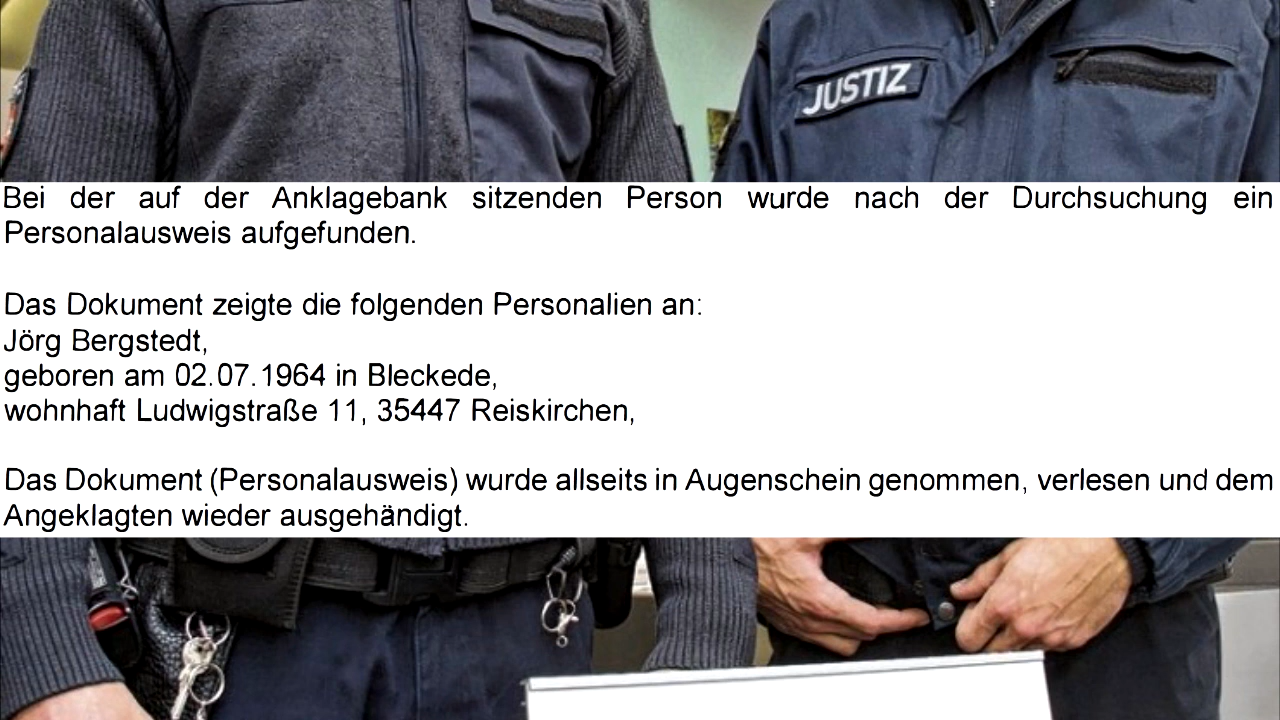 JUSTIZ
Bei der auf der Anklagebank sitzenden Person wurde nach der Durchsuchung ein
Personalausweis aufgefunden.
Das Dokument zeigte die folgenden Personalien an:
Jörg Bergstedt,
geboren am 02.07.1964 in Bleckede,
wohnhaft Ludwigstraße 11, 35447 Reiskirchen,
Das Dokument (Personalausweis) wurde allseits in Augenschein genommen, verlesen und dem
Angeklagten wieder ausgehändigt.